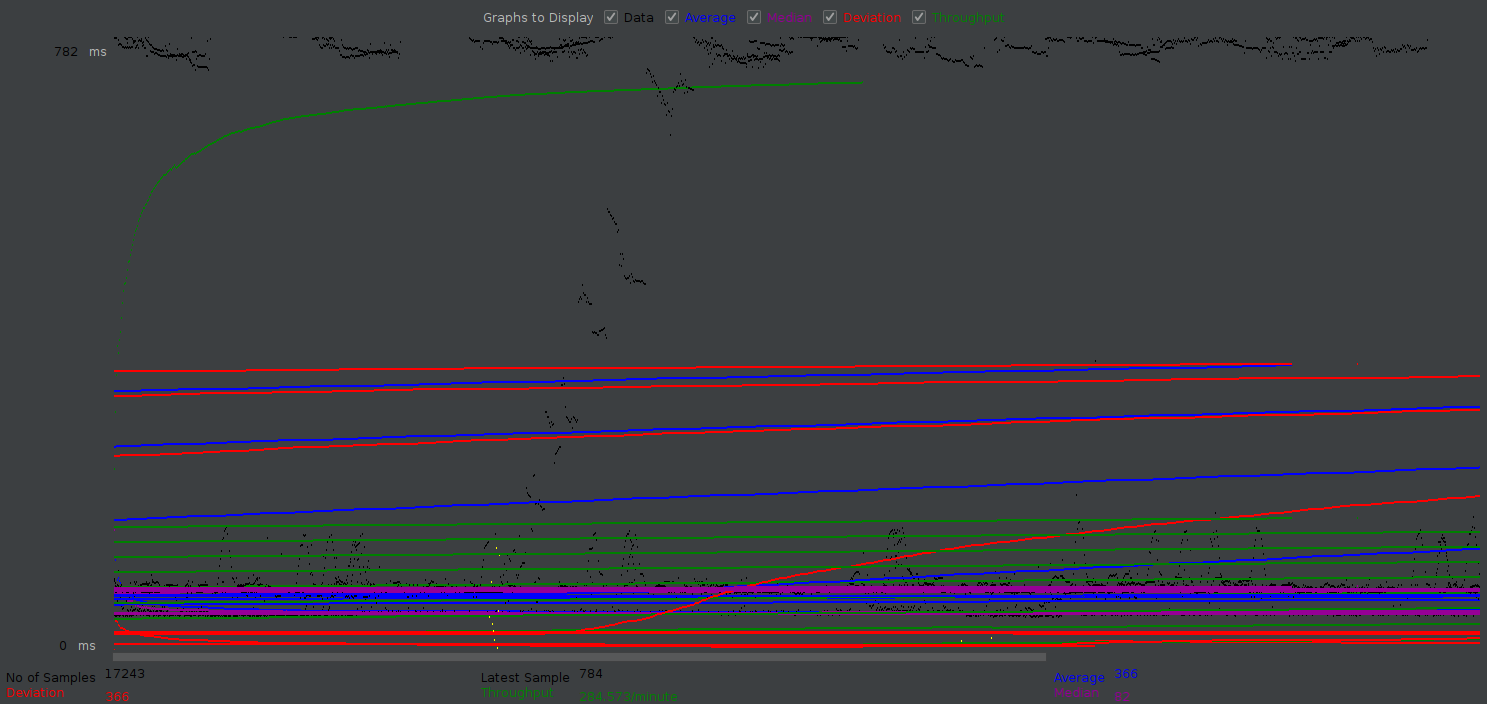 Graphs to Display Data Average Median Deviation Throughput
782 ms
0 ms
No of Samples 17243 Latest Sample 784 Average 366
Deviation 366 Throughput 284.573/minute Median 82